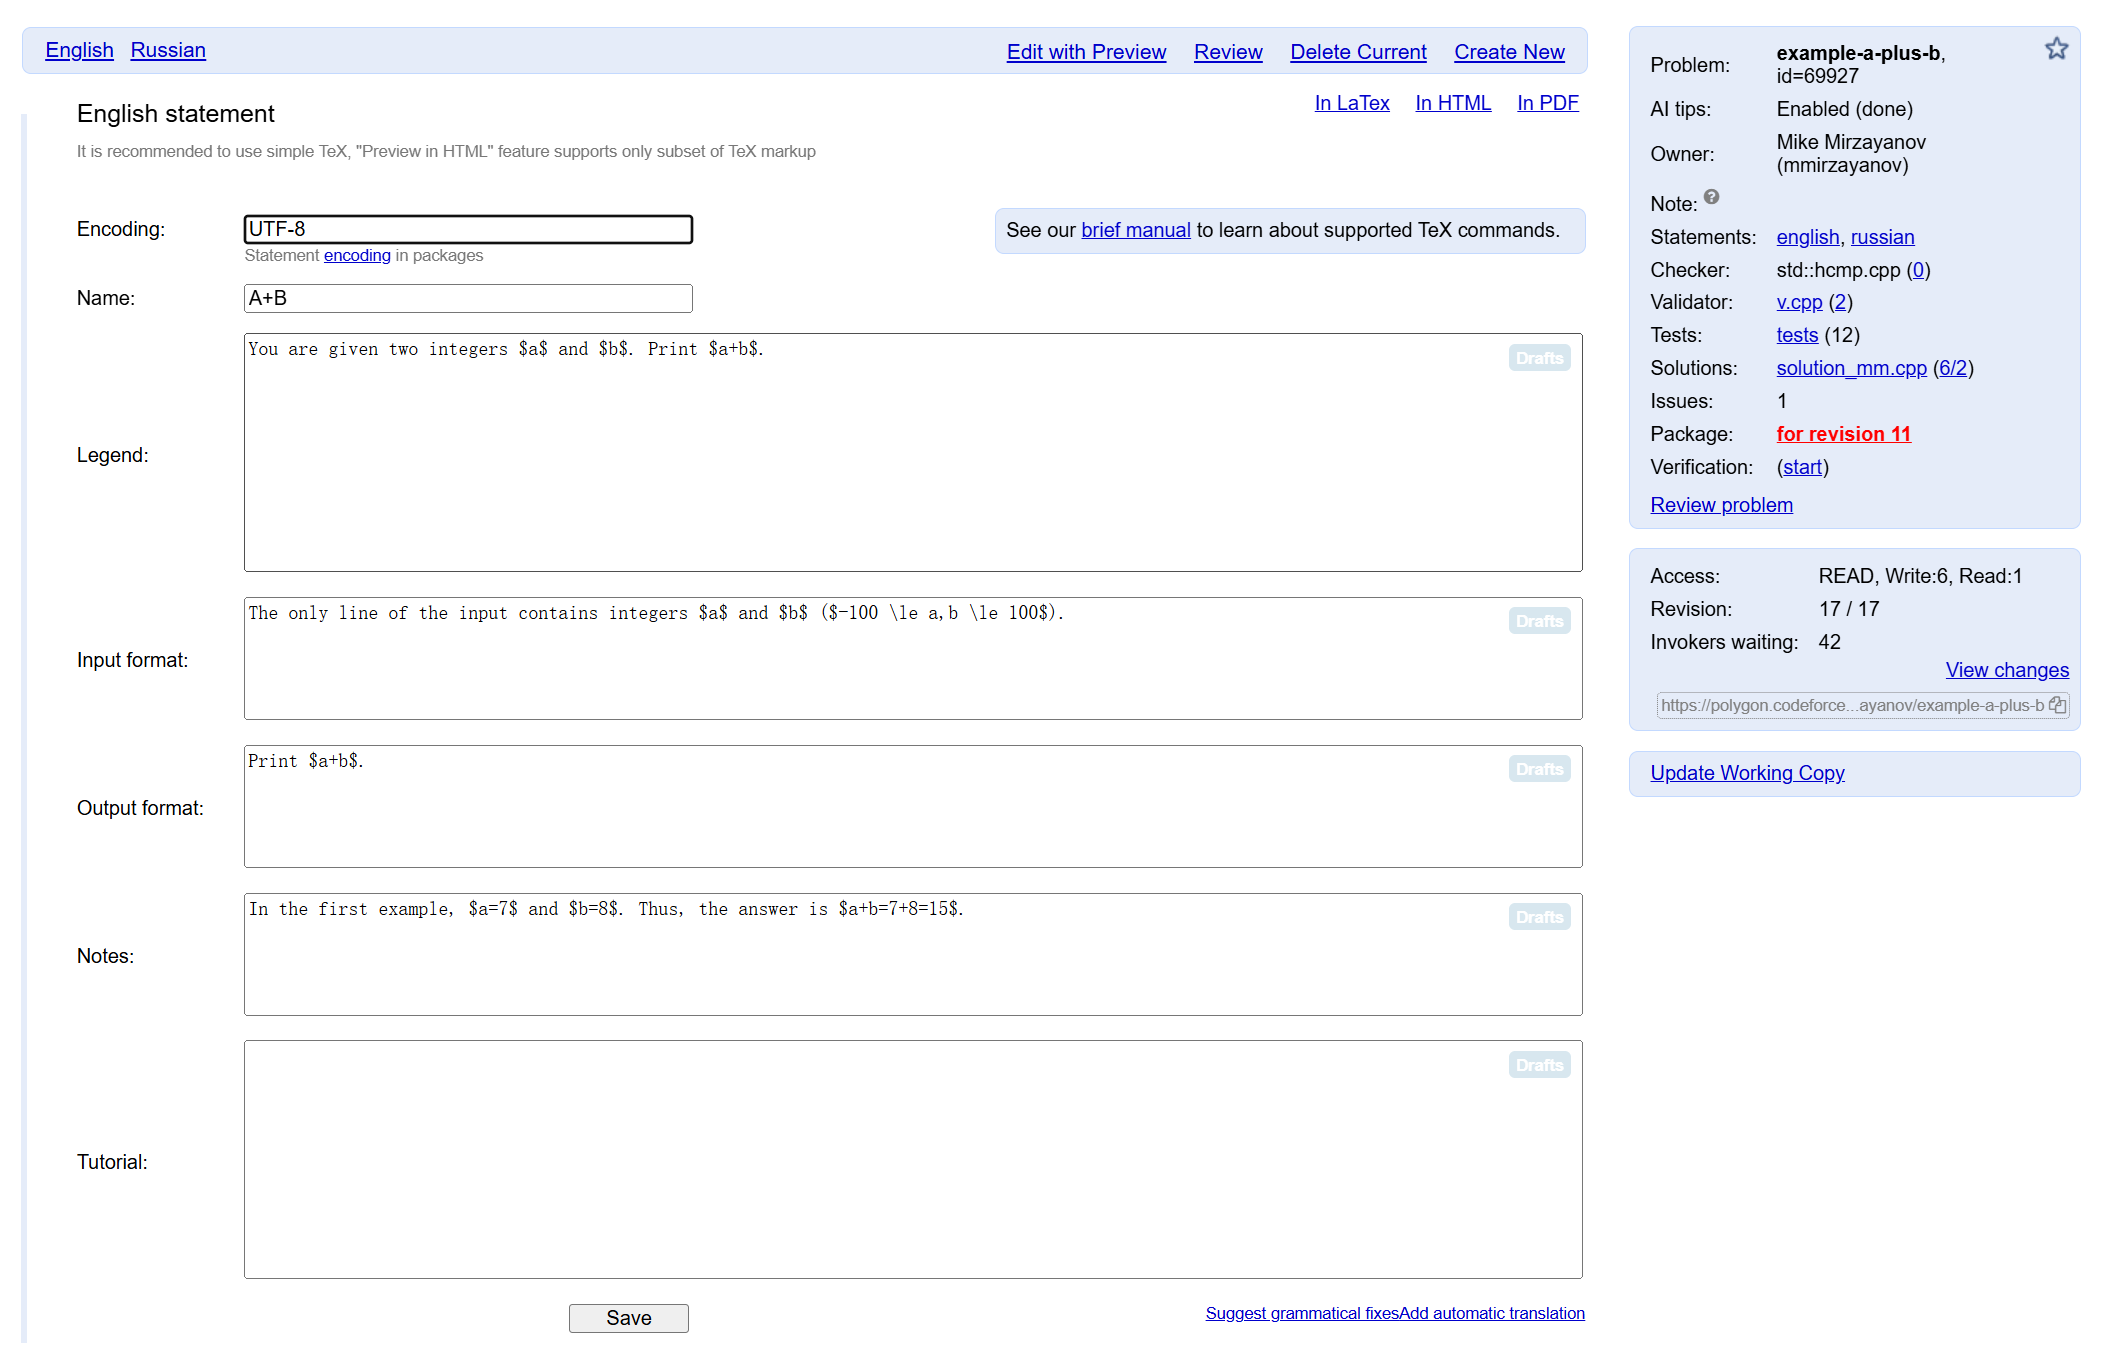 English Russian
Edit with Preview Review Delete Current Create New
In LaTex In HTML In PDF
English statement
It is recommended to use simple TeX, "Preview in HTML" feature supports only subset of TeX markup
Encoding: UTF-8
Statement encoding in packages
See our brief manual to learn about supported TeX commands.
Name: A+B
Legend:
You are given two integers $a$ and $b$. Print $a+b$.
Drafts
Input format:
The only line of the input contains integers $a$ and $b$ ($-100 \le a,b \le 100$).
Drafts
Output format:
Print $a+b$.
Drafts
Notes:
In the first example, $a=7$ and $b=8$. Thus, the answer is $a+b=7+8=15$.
Drafts
Tutorial:
Drafts
Save
Suggest grammatical fixesAdd automatic translation
Problem: example-a-plus-b,
id=69927
AI tips: Enabled (done)
Owner: Mike Mirzayanov
(mmirzayanov)
Note: ?
Statements: english, russian
Checker: std::hcmp.cpp (0)
Validator: v.cpp (2)
Tests: tests (12)
Solutions: solution_mm.cpp (6/2)
Issues: 1
Package: for revision 11
Verification: (start)
Review problem
Access: READ, Write:6, Read:1
Revision: 17 / 17
Invokers waiting: 42
View changes
https://polygon.codeforce...ayanov/example-a-plus-b
Update Working Copy